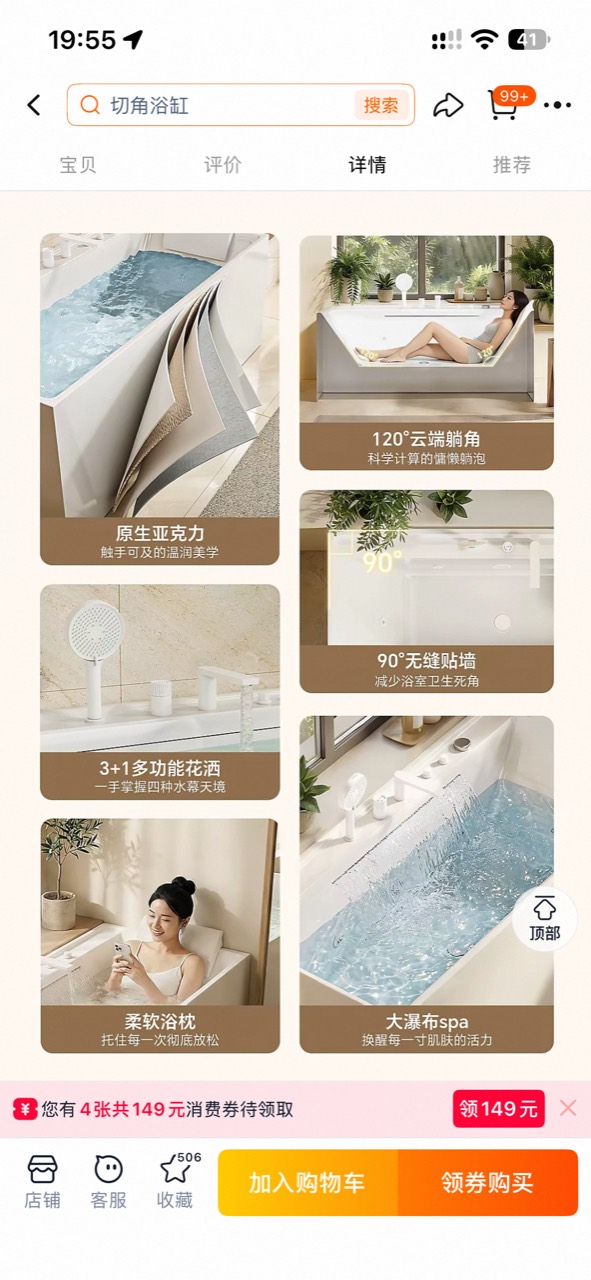 19:55
41
切角浴缸
搜索
99+
宝贝
评价
详情
推荐
原生亚克力
触手可及的温润美学
120°云端躺角
科学计算的慵懒躺泡
90°
90°无缝贴墙
减少浴室卫生死角
3+1多功能花洒
一手掌握四种水幕天境
柔软浴枕
托住每一次彻底放松
大瀑布spa
焕醒每一寸肌肤的活力
顶部
¥
您有4张共149元消费券待领取
领149元
店铺
客服
506
收藏
加入购物车
领券购买